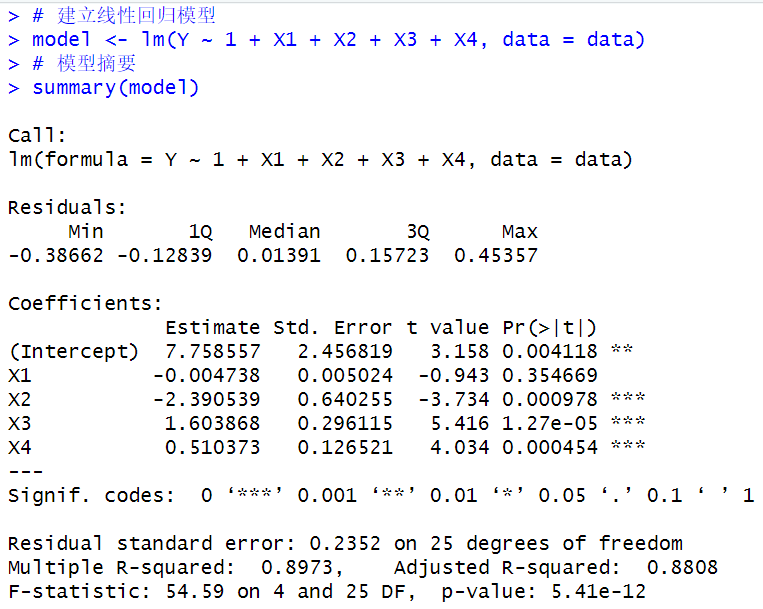 > # 建立线性回归模型
> model <- lm(Y ~ 1 + X1 + X2 + X3 + X4, data = data)
> # 模型摘要
> summary(model)
Call:
lm(formula = Y ~ 1 + X1 + X2 + X3 + X4, data = data)
Residuals:
     Min       1Q   Median       3Q      Max
-0.38662 -0.12839  0.01391  0.15723  0.45357
Coefficients:
             Estimate Std. Error t value Pr(>|t|)
(Intercept)  7.758557   2.456819   3.158 0.004118 **
X1          -0.004738   0.005024  -0.943 0.354669
X2          -2.390539   0.640255  -3.734 0.000978 ***
X3           1.603868   0.296115   5.416 1.27e-05 ***
X4           0.510373   0.126521   4.034 0.000454 ***
---
Signif. codes:  0 ‘***’ 0.001 ‘**’ 0.01 ‘*’ 0.05 ‘.’ 0.1 ‘ ’ 1
Residual standard error: 0.2352 on 25 degrees of freedom
Multiple R-squared:  0.8973,    Adjusted R-squared:  0.8808
F-statistic: 54.59 on 4 and 25 DF,  p-value: 5.41e-12